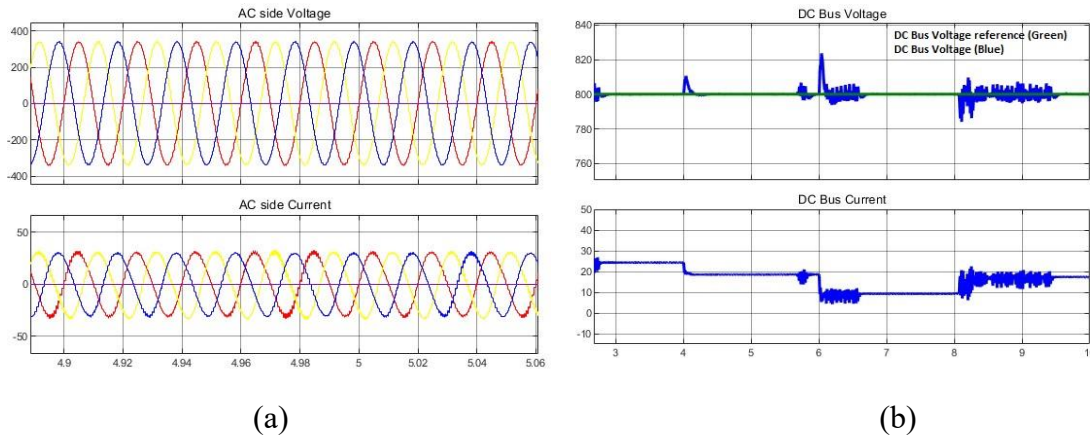 AC side Voltage
400
200
0
-200
-400
AC side Current
50
0
-50
4.9 4.92 4.94 4.96 4.98 5 5.02 5.04 5.06
(a)
DC Bus Voltage
DC Bus Voltage reference (Green)
DC Bus Voltage (Blue)
840
820
800
780
760
DC Bus Current
50
40
30
20
10
0
-10
3 4 5 6 7 8 9
(b)